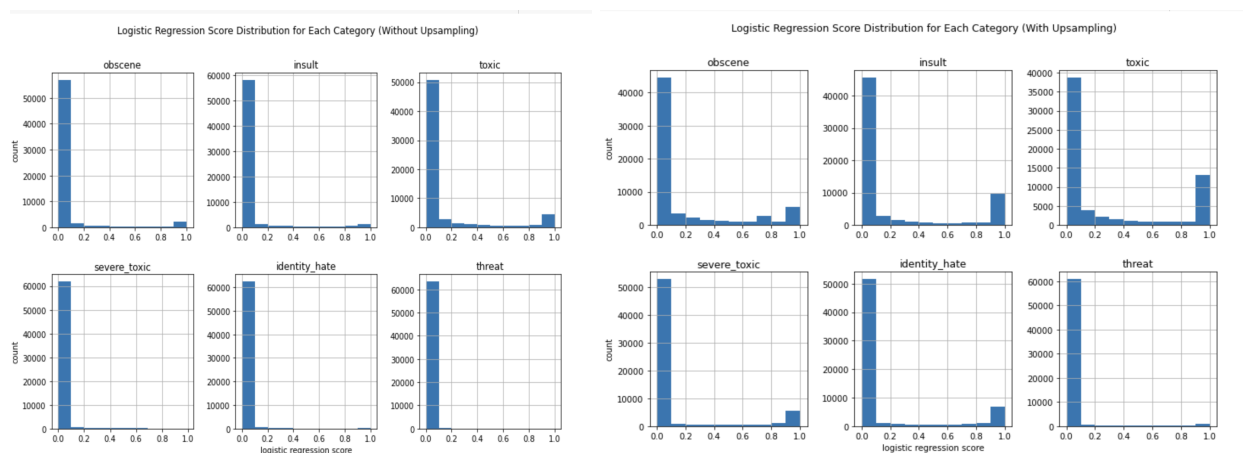 Logistic Regression Score Distribution for Each Category (Without Upsampling)
obscene
insult
toxic
50000
40000
30000
20000
10000
0
count
0.0 0.2 0.4 0.6 0.8 1.0
60000
50000
40000
30000
20000
10000
0
0.0 0.2 0.4 0.6 0.8 1.0
50000
40000
30000
20000
10000
0
0.0 0.2 0.4 0.6 0.8 1.0
severe_toxic
identity_hate
threat
60000
50000
40000
30000
20000
10000
0
count
0.0 0.2 0.4 0.6 0.8 1.0
60000
50000
40000
30000
20000
10000
0
0.0 0.2 0.4 0.6 0.8 1.0
logistic regression score
60000
50000
40000
30000
20000
10000
0
0.0 0.2 0.4 0.6 0.8 1.0
Logistic Regression Score Distribution for Each Category (With Upsampling)
obscene
insult
toxic
40000
30000
20000
10000
0
count
0.0 0.2 0.4 0.6 0.8 1.0
40000
30000
20000
10000
0
0.0 0.2 0.4 0.6 0.8 1.0
40000
35000
30000
25000
20000
15000
10000
5000
0
0.0 0.2 0.4 0.6 0.8 1.0
severe_toxic
identity_hate
threat
50000
40000
30000
20000
10000
0
count
0.0 0.2 0.4 0.6 0.8 1.0
50000
40000
30000
20000
10000
0
0.0 0.2 0.4 0.6 0.8 1.0
logistic regression score
60000
50000
40000
30000
20000
10000
0
0.0 0.2 0.4 0.6 0.8 1.0